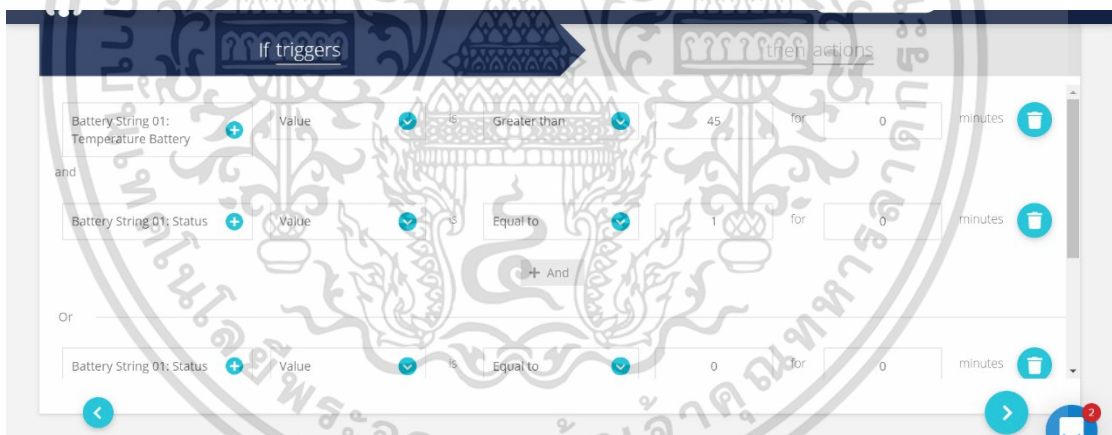 If triggers then actions
Battery String 01: Temperature Battery Value is Greater than 45 for 0 minutes
and
Battery String 01: Status Value is Equal to 1 for 0 minutes
+ And
Or
Battery String 01: Status Value is Equal to 0 for 0 minutes
2